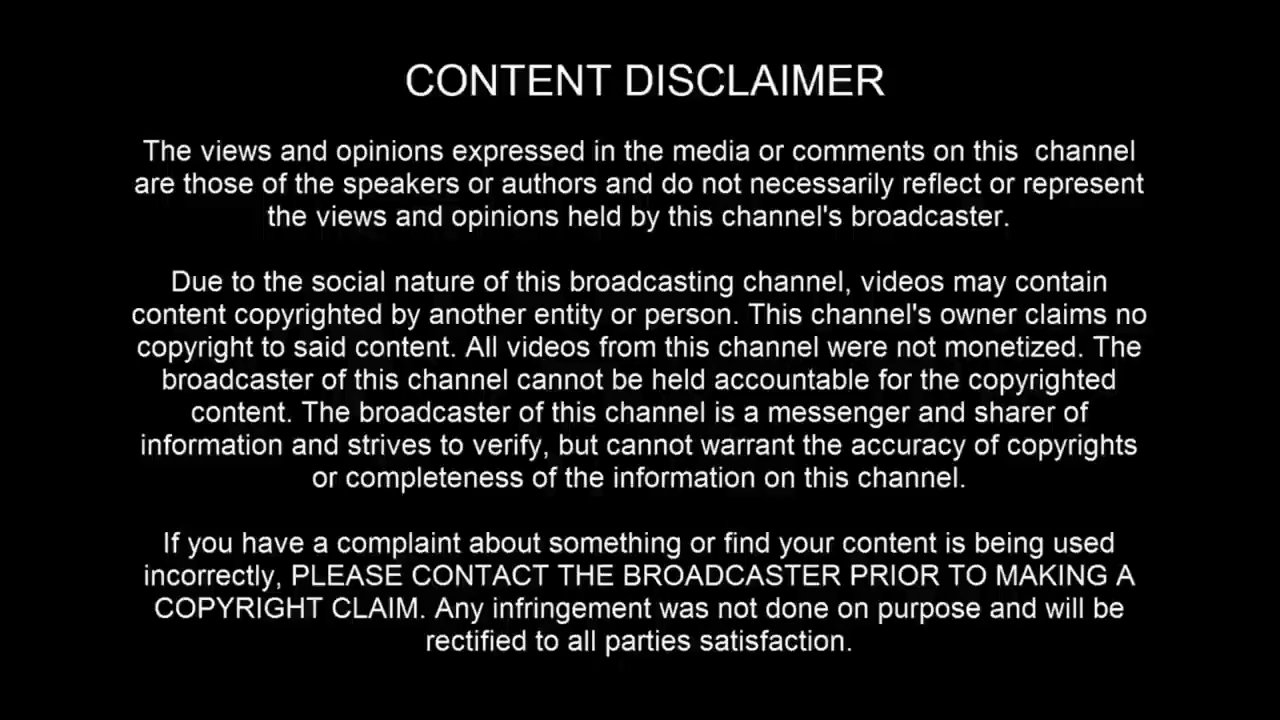 CONTENT DISCLAIMER
The views and opinions expressed in the media or comments on this  channel
are those of the speakers or authors and do not necessarily reflect or represent
the views and opinions held by this channel's broadcaster.
Due to the social nature of this broadcasting channel, videos may contain
content copyrighted by another entity or person. This channel's owner claims no
copyright to said content. All videos from this channel were not monetized. The
broadcaster of this channel cannot be held accountable for the copyrighted
content. The broadcaster of this channel is a messenger and sharer of
information and strives to verify, but cannot warrant the accuracy of copyrights
or completeness of the information on this channel.
If you have a complaint about something or find your content is being used
incorrectly, PLEASE CONTACT THE BROADCASTER PRIOR TO MAKING A
COPYRIGHT CLAIM. Any infringement was not done on purpose and will be
rectified to all parties satisfaction.